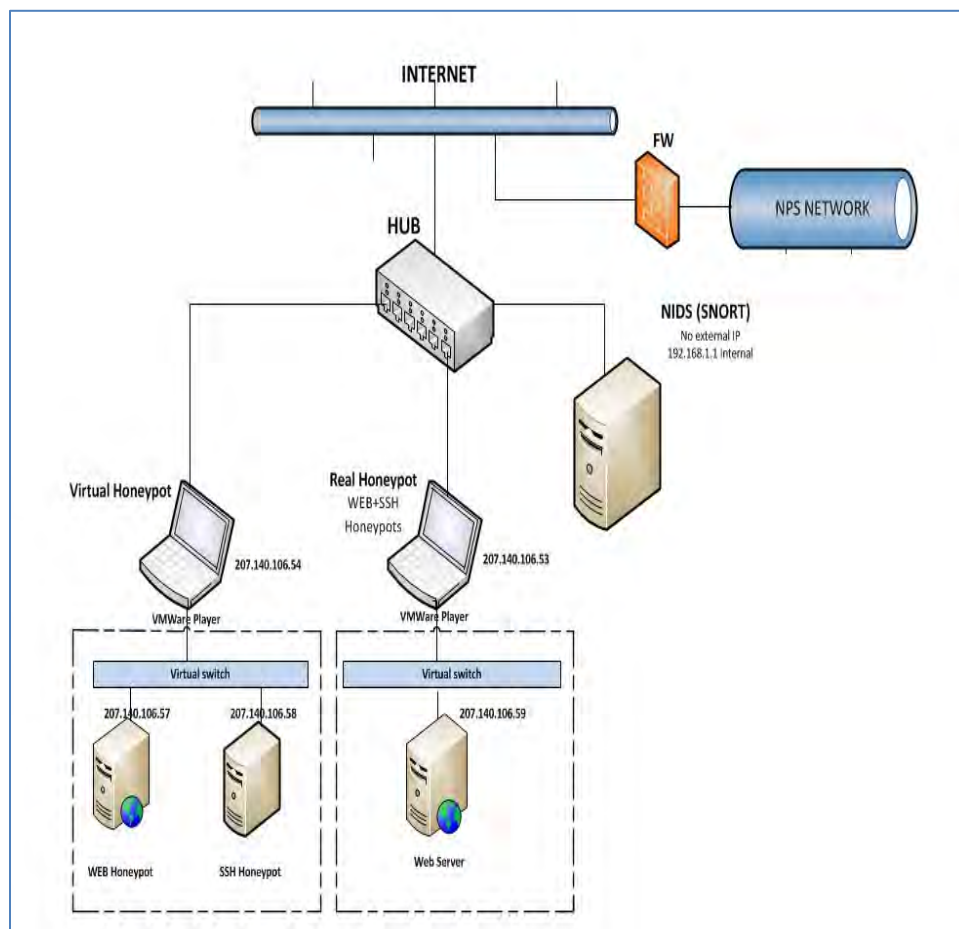 INTERNET
FW
NPS NETWORK
HUB
NIDS (SNORT)
No external IP
192.168.1.1 internal
Virtual Honeypot
Real Honeypot
WEB+SSH
Honeypots
207.140.106.54
207.140.106.53
VMWare Player
VMWare Player
Virtual switch
Virtual switch
207.140.106.57
207.140.106.58
207.140.106.59
WEB Honeypot
SSH Honeypot
Web Server